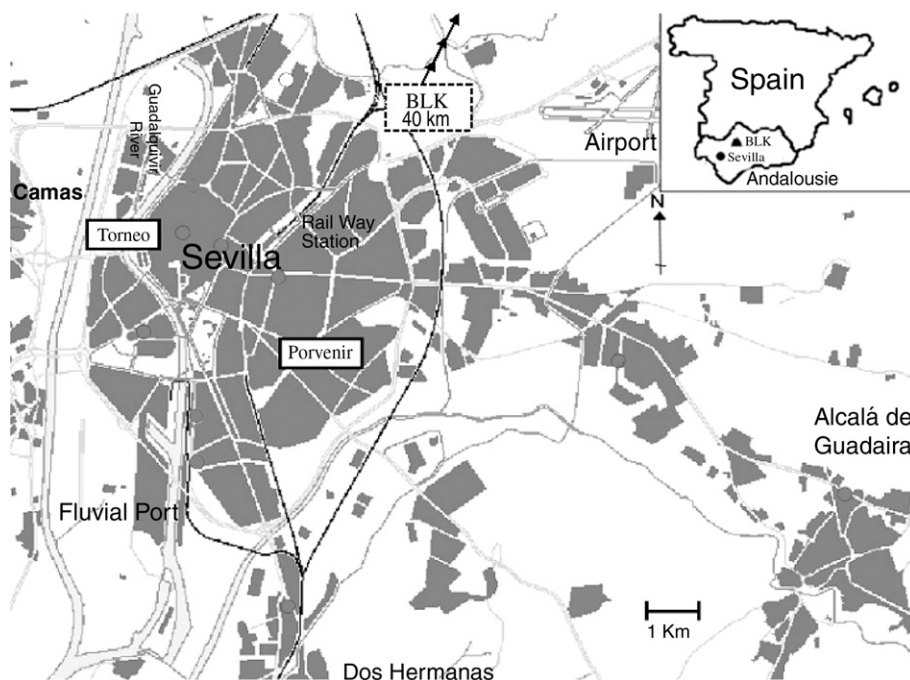 BLK
40 km
Airport
Spain
BLK
Sevilla
Andalousie
N
Guadalquivir
River
Camas
Torneo
Sevilla
Rail Way
Station
Porvenir
Alcalá de
Guadaira
Fluvial Port
1 Km
Dos Hermanas